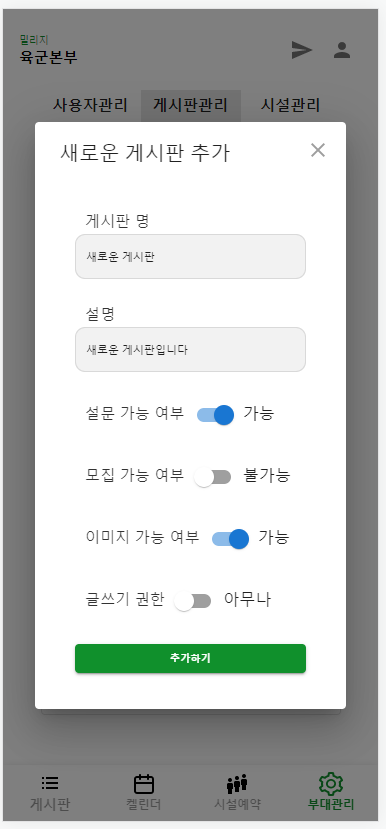 밀리지
육군본부
사용자관리 게시판관리 시설관리
새로운 게시판 추가
게시판 명
새로운 게시판
설명
새로운 게시판입니다
설문 가능 여부 가능
모집 가능 여부 불가능
이미지 가능 여부 가능
글쓰기 권한 아무나
추가하기
게시판 켈린더 시설예약 부대관리